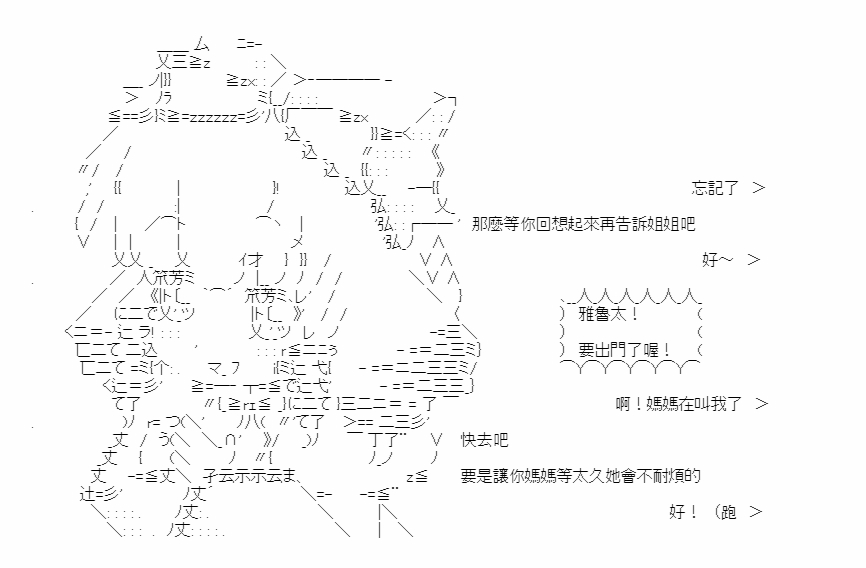 忘記了 ＞
那麼等你回想起來再告訴姐姐吧
好～ ＞
雅魯太！
要出門了喔！
啊！媽媽在叫我了 ＞
快去吧
要是讓你媽媽等太久她會不耐煩的
好！（跑 ＞